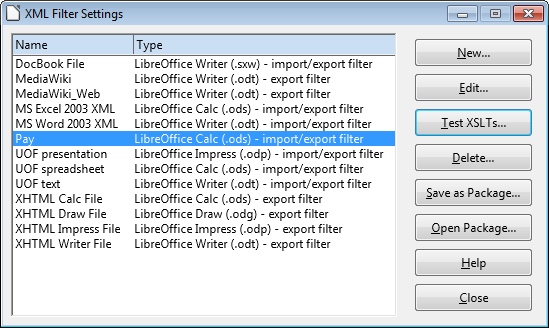 XML Filter Settings
Name Type
DocBook File LibreOffice Writer (.sxw) - import/export filter
MediaWiki LibreOffice Writer (.odt) - export filter
MediaWiki_Web LibreOffice Writer (.odt) - export filter
MS Excel 2003 XML LibreOffice Calc (.ods) - import/export filter
MS Word 2003 XML LibreOffice Writer (.odt) - import/export filter
Pay LibreOffice Calc (.ods) - import/export filter
UOF presentation LibreOffice Impress (.odp) - import/export filter
UOF spreadsheet LibreOffice Calc (.ods) - import/export filter
UOF text LibreOffice Writer (.odt) - import/export filter
XHTML Calc File LibreOffice Calc (.ods) - export filter
XHTML Draw File LibreOffice Draw (.odg) - export filter
XHTML Impress File LibreOffice Impress (.odp) - export filter
XHTML Writer File LibreOffice Writer (.odt) - export filter
New...
Edit...
Test XSLTs...
Delete...
Save as Package...
Open Package...
Help
Close